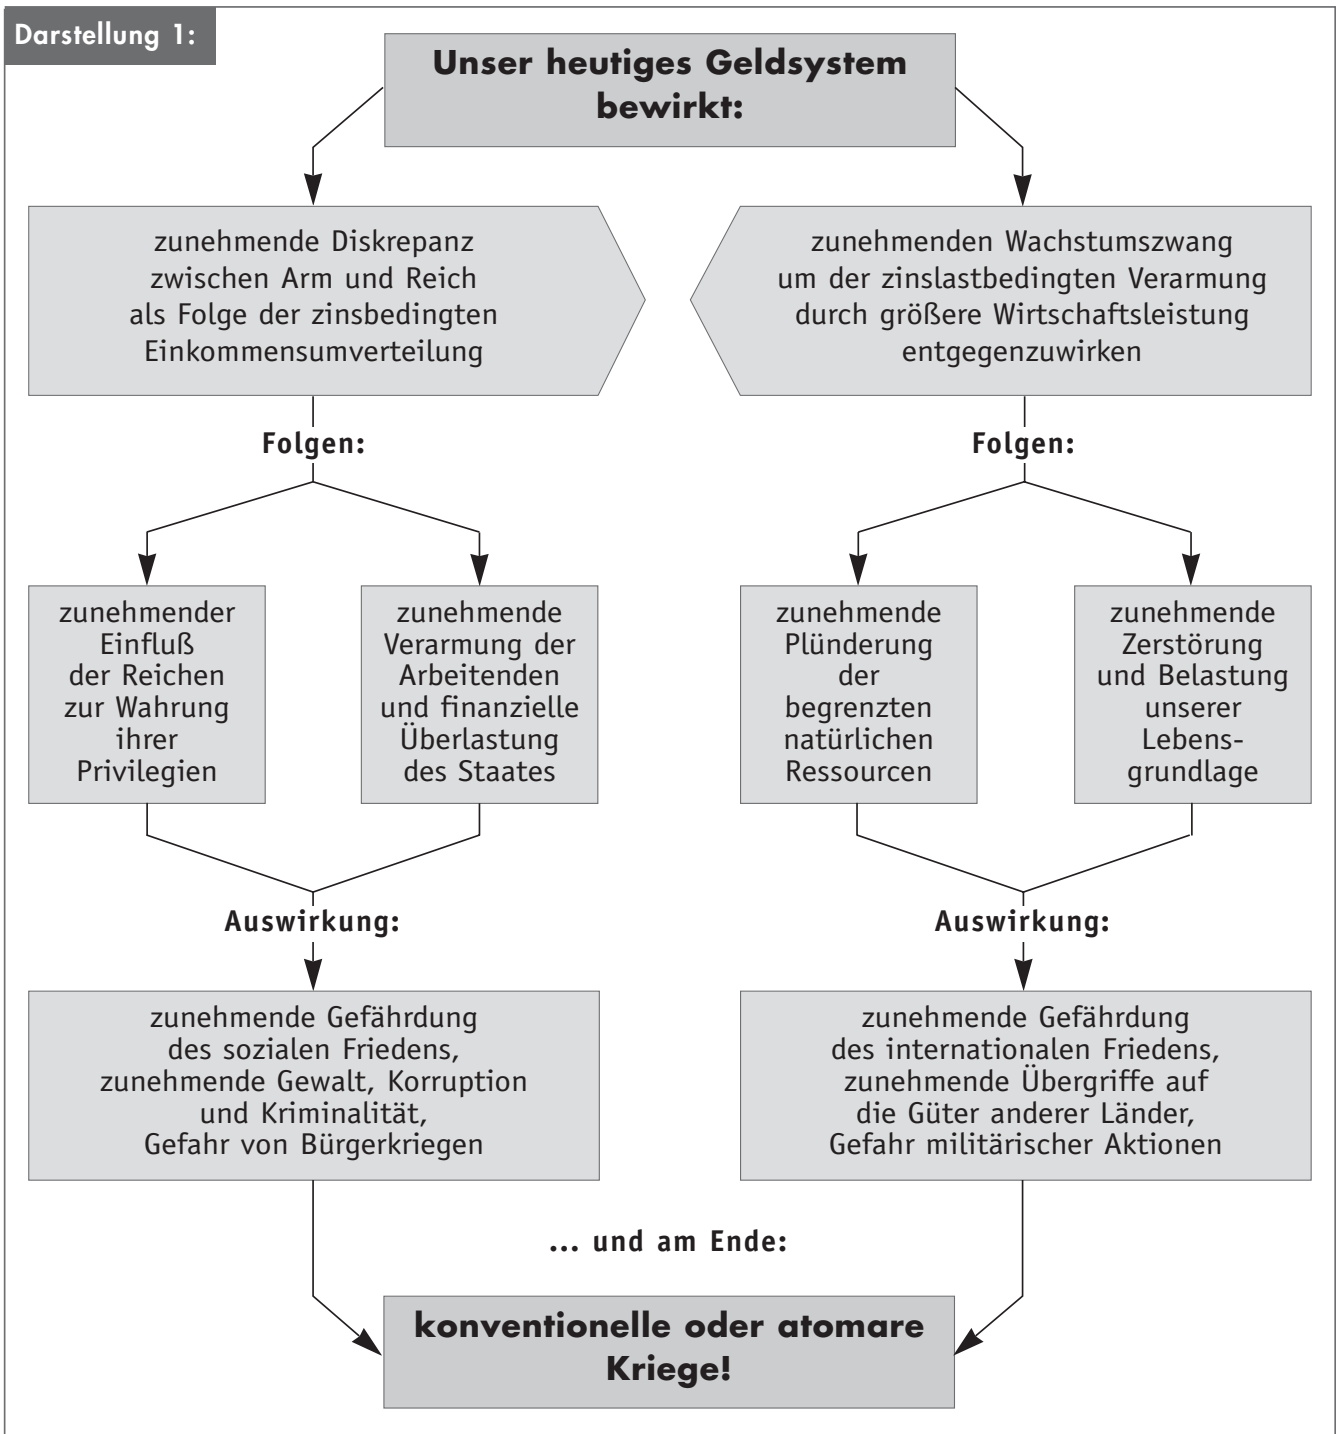 Darstellung 1:
Unser heutiges Geldsystem
bewirkt:
zunehmende Diskrepanz
zwischen Arm und Reich
als Folge der zinsbedingten
Einkommensumverteilung
zunehmenden Wachstumszwang
um der zinslastbedingten Verarmung
durch größere Wirtschaftsleistung
entgegenzuwirken
Folgen:
Folgen:
zunehmender
Einfluß
der Reichen
zur Wahrung
ihrer
Privilegien
zunehmende
Verarmung der
Arbeitenden
und finanzielle
Überlastung
des Staates
zunehmende
Plünderung
der
begrenzten
natürlichen
Ressourcen
zunehmende
Zerstörung
und Belastung
unserer
Lebens-
grundlage
Auswirkung:
Auswirkung:
zunehmende Gefährdung
des sozialen Friedens,
zunehmende Gewalt, Korruption
und Kriminalität,
Gefahr von Bürgerkriegen
zunehmende Gefährdung
des internationalen Friedens,
zunehmende Übergriffe auf
die Güter anderer Länder,
Gefahr militärischer Aktionen
... und am Ende:
konventionelle oder atomare
Kriege!